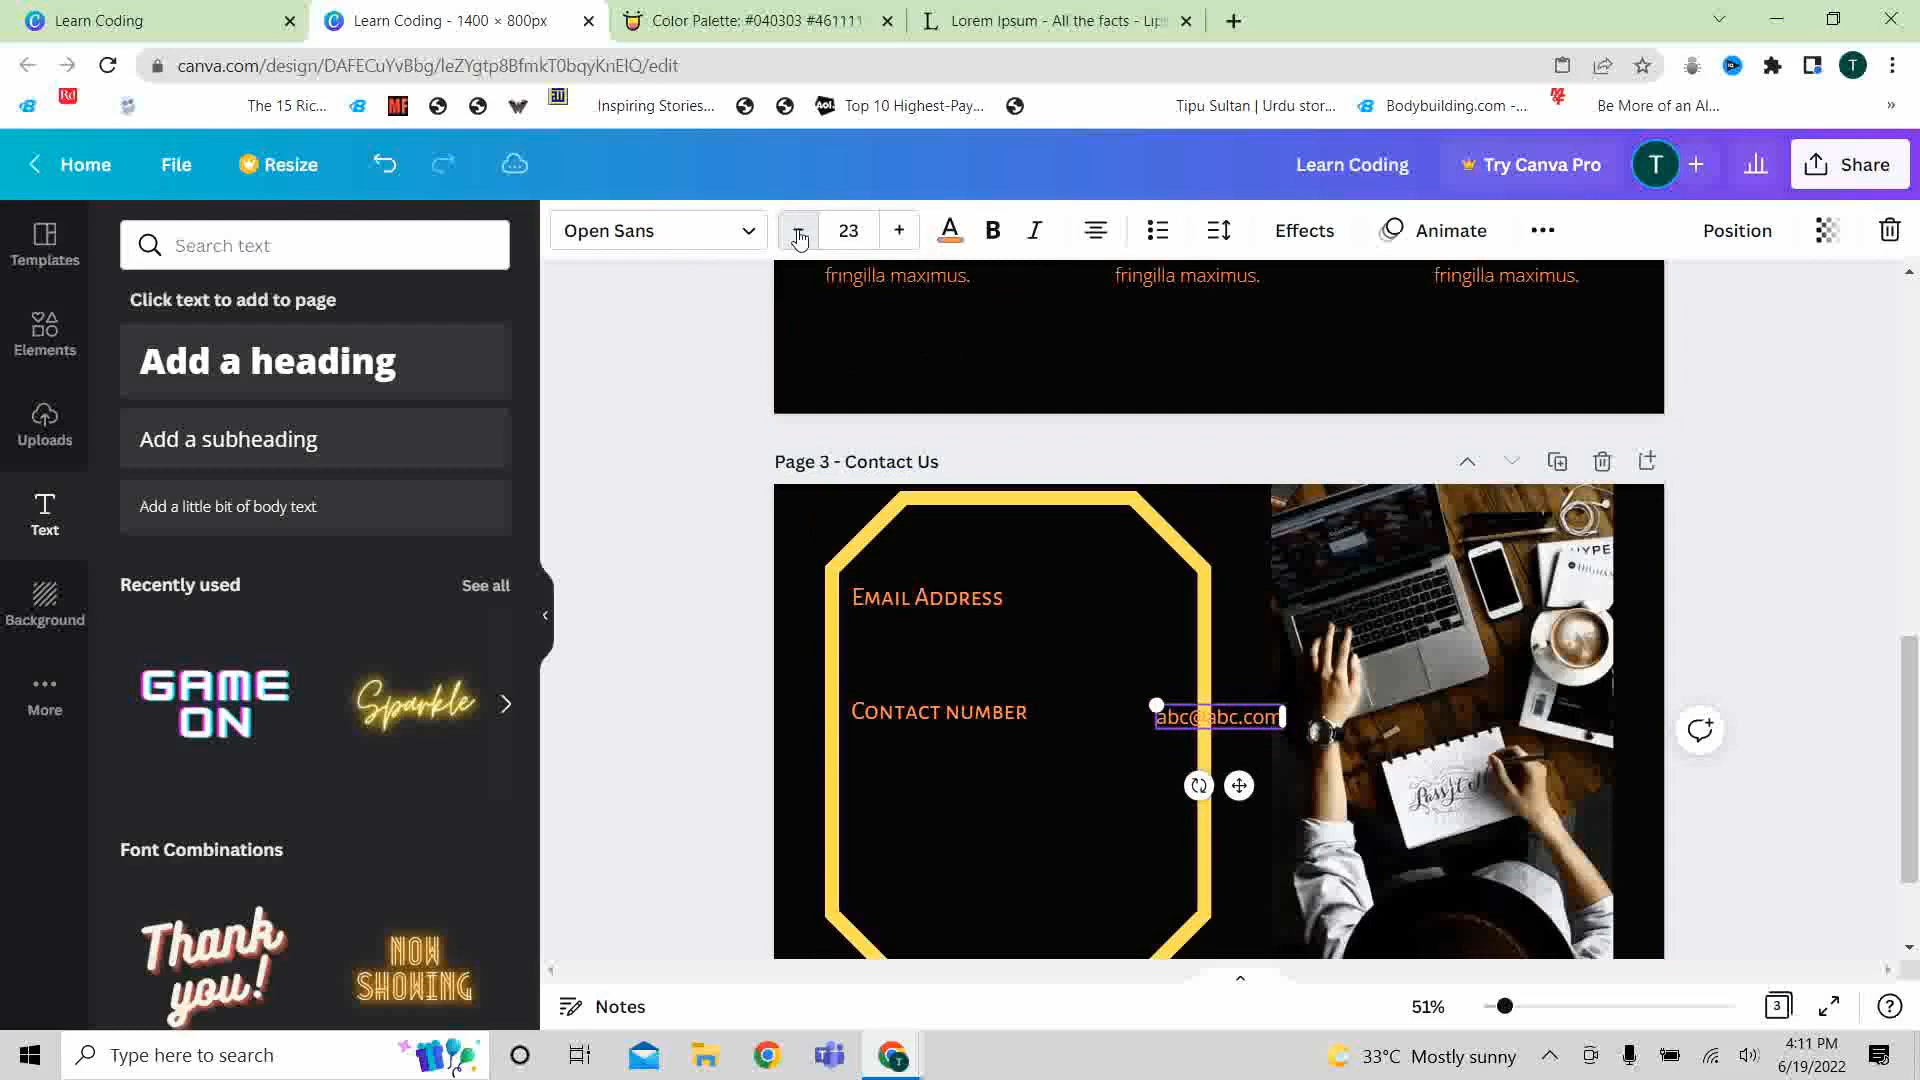 Learn Coding
Learn Coding - 1400 × 800px
Color Palette: #040303 #461111
Lorem Ipsum - All the facts - Lip
canva.com/design/DAFECuYvBbg/leZYgtp8BfmkT0bqyKnEIQ/edit
T
Rd
The 15 Ric...
MF
Inspiring Stories...
Aol.
Top 10 Highest-Pay...
Tipu Sultan | Urdu stor...
Bodybuilding.com -...
Be More of an Al...
Home
File
Resize
Learn Coding
Try Canva Pro
T
Share
Templates
Elements
Uploads
Text
Background
More
Search text
Click text to add to page
Add a heading
Add a subheading
Add a little bit of body text
Recently used
See all
GAME ON
Sparkle
Font Combinations
Thank you!
NOW SHOWING
Open Sans
23
A
B
I
Effects
Animate
Position
fringilla maximus.
fringilla maximus.
fringilla maximus.
Page 3 - Contact Us
Email Address
Contact number
abc@abc.com
HYPE
Notes
51%
3
Type here to search
33°C Mostly sunny
4:11 PM
6/19/2022